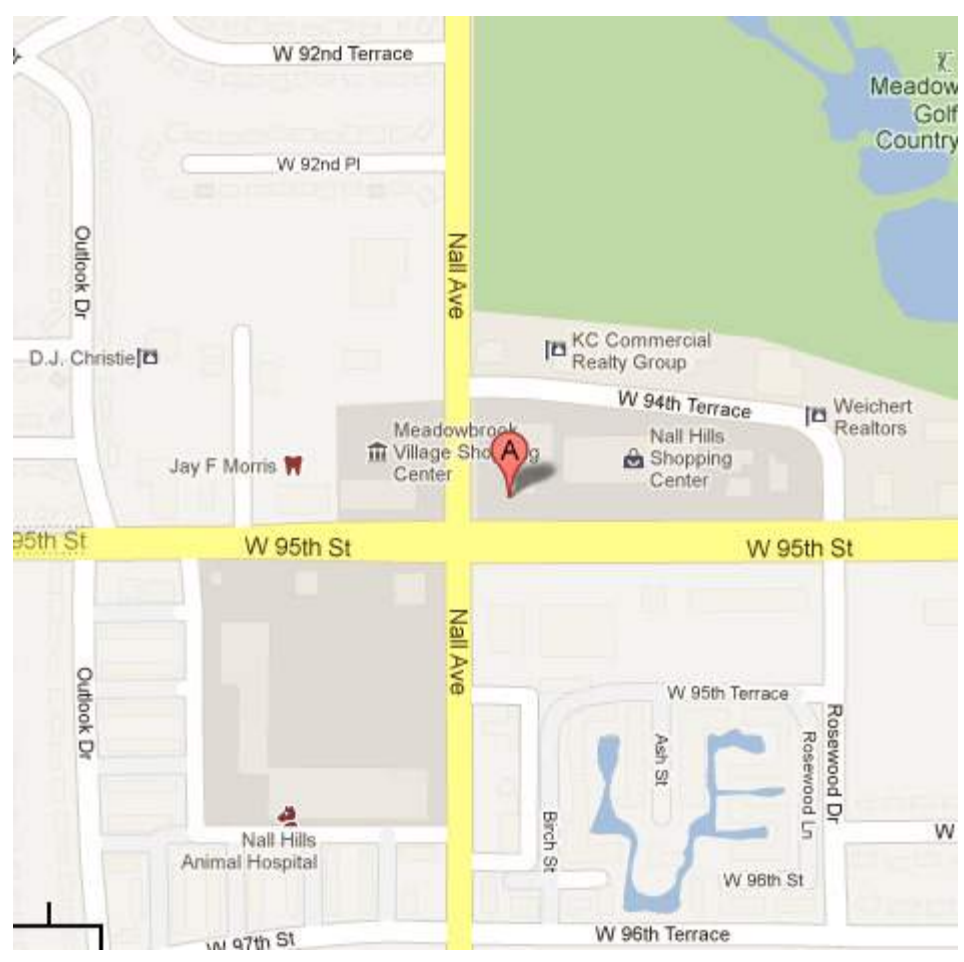 W 92nd Terrace
Meadow
Golf
Country
W 92nd Pl
Outlook Dr
Nall Ave
D.J. Christie
KC Commercial
Realty Group
W 94th Terrace
Weichert
Realtors
Meadowbrook
Village Sho g
Center
A
Nall Hills
Shopping
Center
Jay F Morris
95th St
W 95th St
W 95th St
Nall Ave
Outlook Dr
W 95th Terrace
Ash St
Rosewood Ln
Rosewood Dr
Birch St
W
Nall Hills
Animal Hospital
W 96th St
W 97th St
W 96th Terrace